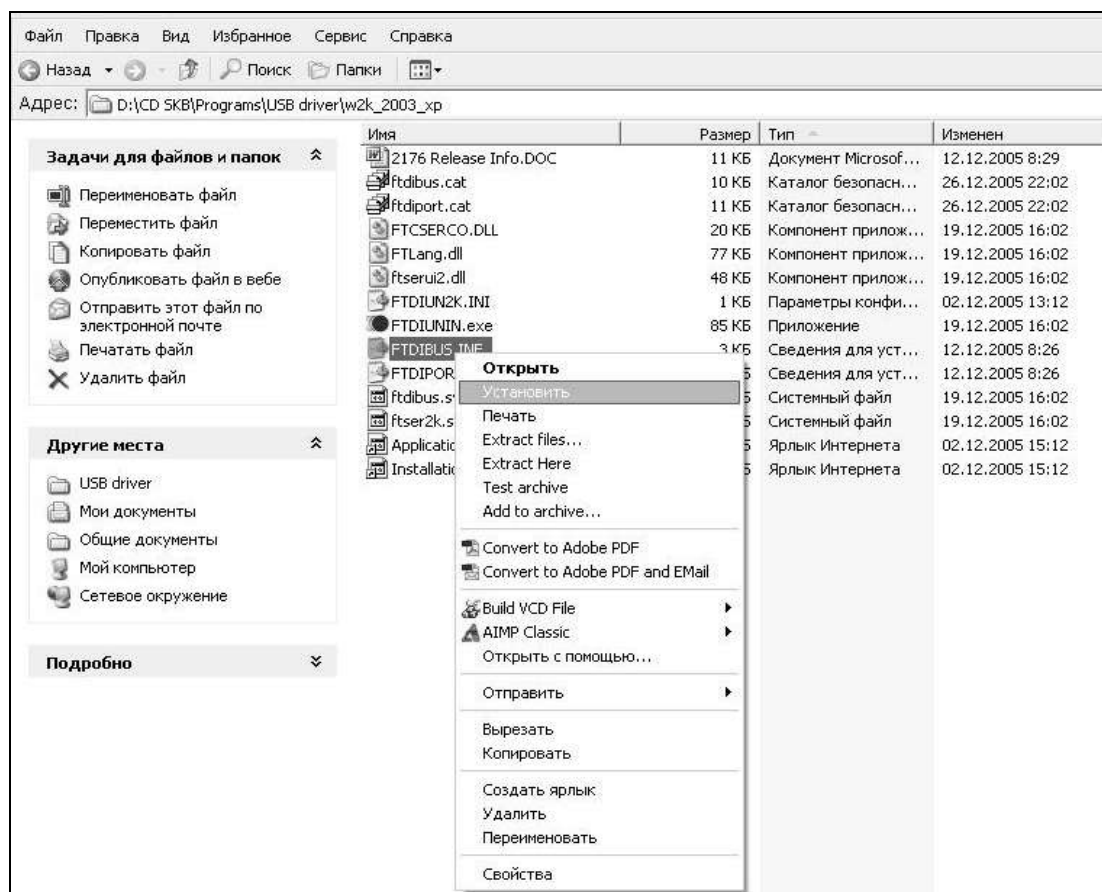 Файл Правка Вид Избранное Сервис Справка
Назад Поиск Папки
Адрес: D:\CD SKB\Programs\USB driver\w2k_2003_xp
Задачи для файлов и папок
Переименовать файл
Переместить файл
Копировать файл
Опубликовать файл в вебе
Отправить этот файл по
электронной почте
Печатать файл
Удалить файл
Другие места
USB driver
Мои документы
Общие документы
Мой компьютер
Сетевое окружение
Подробно
Имя Размер Тип Изменен
2176 Release Info.DOC 11 КБ Документ Microsof... 12.12.2005 8:29
ftdibus.cat 10 КБ Каталог безопасн... 26.12.2005 22:02
ftdiport.cat 11 КБ Каталог безопасн... 26.12.2005 22:02
FTCSERCO.DLL 20 КБ Компонент прилож... 19.12.2005 16:02
FTLang.dll 77 КБ Компонент прилож... 19.12.2005 16:02
ftserui2.dll 48 КБ Компонент прилож... 19.12.2005 16:02
FTDIUN2K.INI 1 КБ Параметры конфи... 02.12.2005 13:12
FTDIUNIN.exe 85 КБ Приложение 19.12.2005 16:02
FTDIBUS.INF 3 КБ Сведения для уст... 12.12.2005 8:26
FTDIPOR Б Сведения для уст... 12.12.2005 8:26
ftdibus.s Б Системный файл 19.12.2005 16:02
ftser2k.s Б Системный файл 19.12.2005 16:02
Applicatio Б Ярлык Интернета 02.12.2005 15:12
Installatio Б Ярлык Интернета 02.12.2005 15:12
Открыть
Установить
Печать
Extract files...
Extract Here
Test archive
Add to archive...
Convert to Adobe PDF
Convert to Adobe PDF and EMail
Build VCD File
AIMP Classic
Открыть с помощью...
Отправить
Вырезать
Копировать
Создать ярлык
Удалить
Переименовать
Свойства